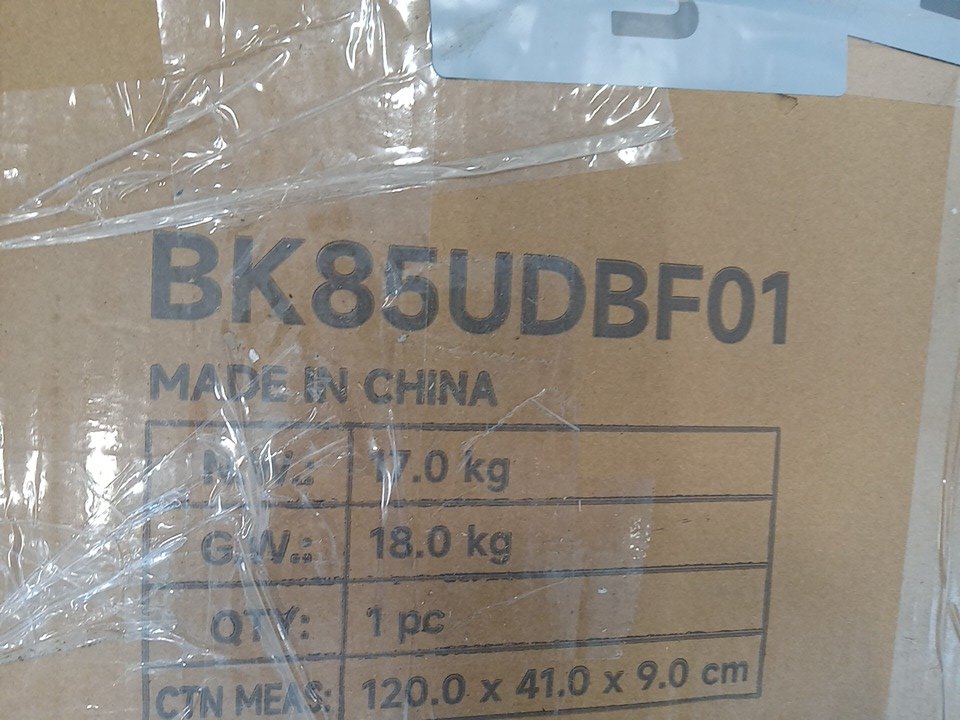 BK85UDBF01
MADE IN CHINA
N.W.: 17.0 kg
G.W.: 18.0 kg
QTY: 1 pc
CTN MEAS: 120.0 x 41.0 x 9.0 cm